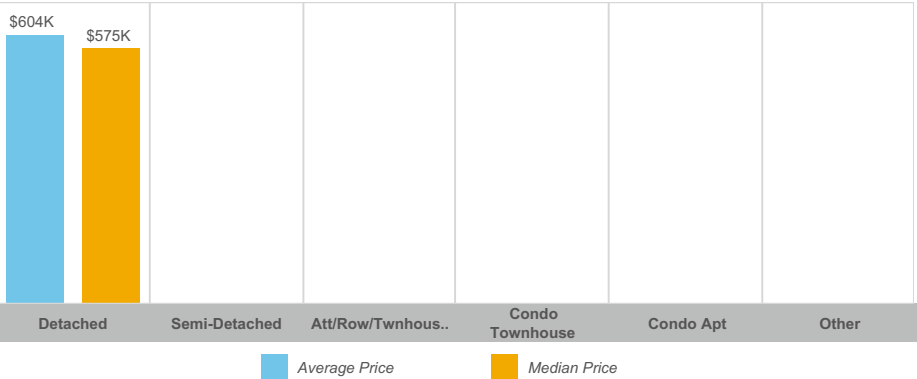 $604K
$575K
Detached
Semi-Detached
Att/Row/Twnhous..
Condo
Townhouse
Condo Apt
Other
Average Price
Median Price